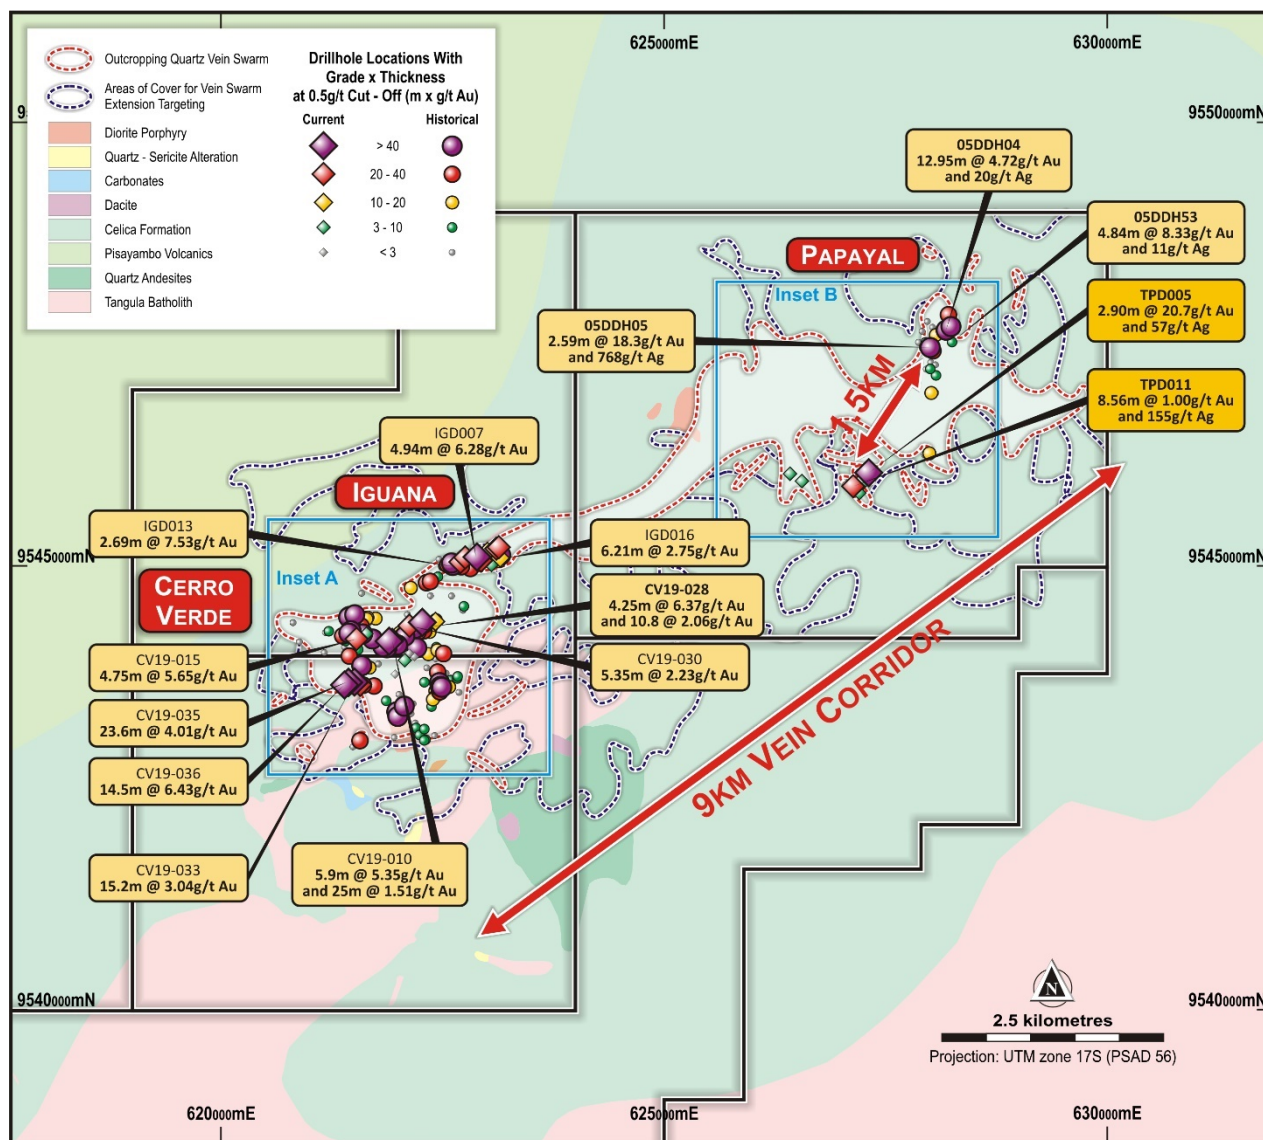 625000mE
630000mE
Outcropping Quartz Vein Swarm
Areas of Cover for Vein Swarm
Extension Targeting
Diorite Porphyry
Quartz - Sericite Alteration
Carbonates
Dacite
Celica Formation
Pisayambo Volcanics
Quartz Andesites
Tangula Batholith
Drillhole Locations With
Grade x Thickness
at 0.5g/t Cut - Off (m x g/t Au)
Current
Historical
> 40
20 - 40
10 - 20
3 - 10
< 3
9550000mN
05DDH04
12.95m @ 4.72g/t Au
and 20g/t Ag
05DDH53
4.84m @ 8.33g/t Au
and 11g/t Ag
PAPAYAL
Inset B
TPD005
2.90m @ 20.7g/t Au
and 57g/t Ag
05DDH05
2.59m @ 18.3g/t Au
and 768g/t Ag
TPD011
8.56m @ 1.00g/t Au
and 155g/t Ag
1.5KM
IGD007
4.94m @ 6.28g/t Au
IGUANA
IGD013
2.69m @ 7.53g/t Au
IGD016
6.21m @ 2.75g/t Au
9545000mN
9545000mN
Inset A
CERRO
VERDE
CV19-028
4.25m @ 6.37g/t Au
and 10.8 @ 2.06g/t Au
CV19-015
4.75m @ 5.65g/t Au
CV19-030
5.35m @ 2.23g/t Au
CV19-035
23.6m @ 4.01g/t Au
CV19-036
14.5m @ 6.43g/t Au
9KM VEIN CORRIDOR
CV19-033
15.2m @ 3.04g/t Au
CV19-010
5.9m @ 5.35g/t Au
and 25m @ 1.51g/t Au
9540000mN
9540000mN
N
2.5 kilometres
Projection: UTM zone 17S (PSAD 56)
620000mE
625000mE
630000mE